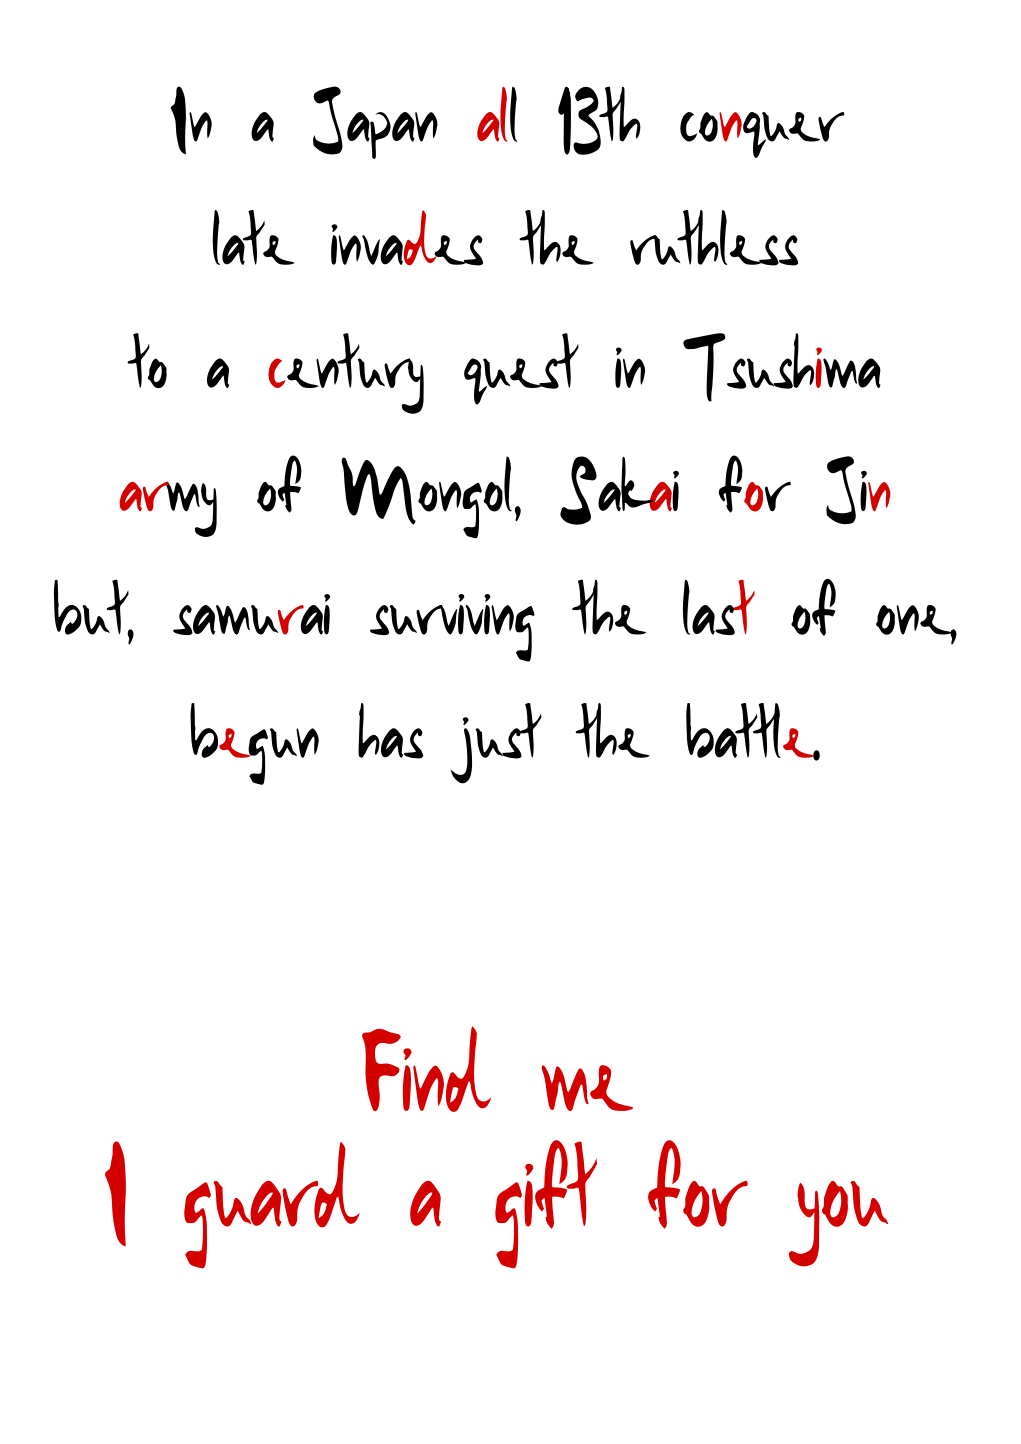 In a Japan all 13th conquer
late invades the ruthless
to a century quest in Tsushima
army of Mongol, Sakai for Jin
but, samurai surviving the last of one,
begun has just the battle.
Find me
I guard a gift for you